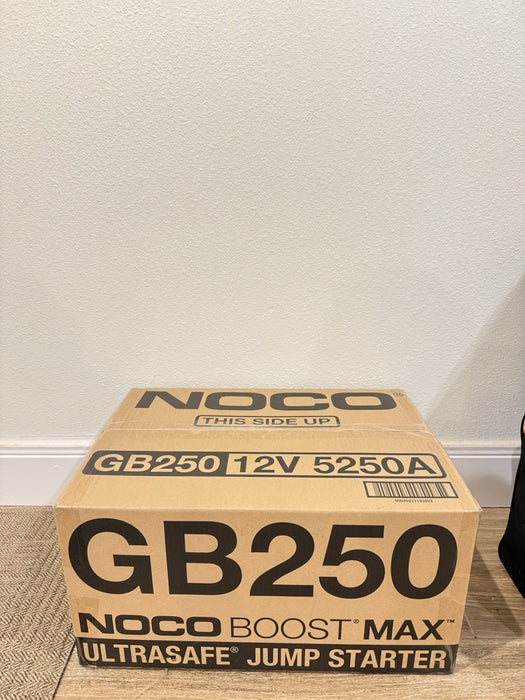 NOCO®
THIS SIDE UP
GB250 12V 5250A
GB250
NOCO BOOST® MAX™
ULTRASAFE® JUMP STARTER